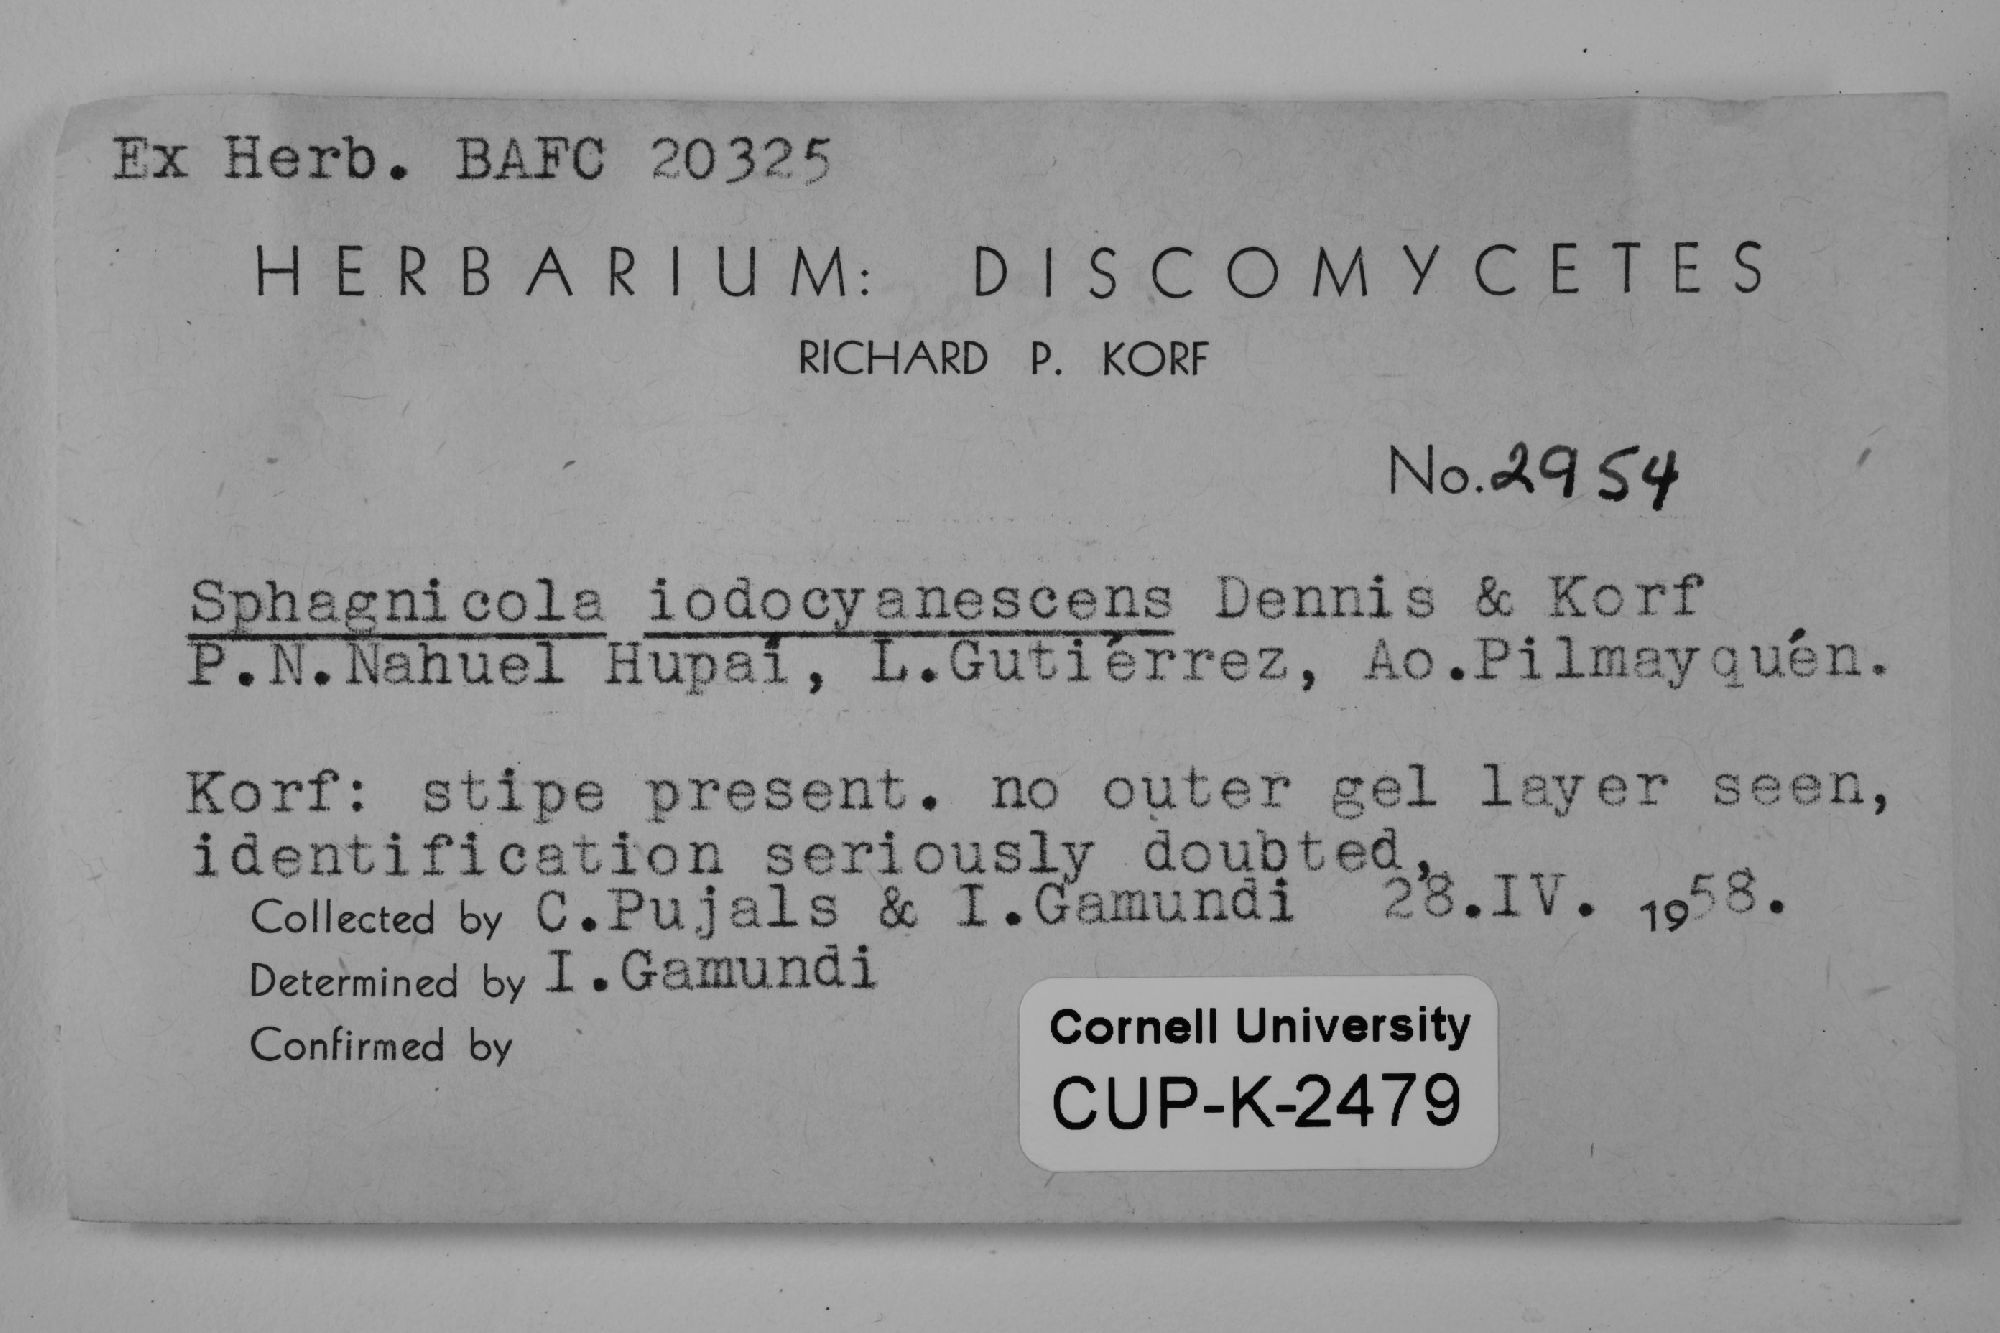 Ex Herb. BAFC 20325
HERBARIUM: DISCOMYCETES
RICHARD P. KORF
No. 2954
Sphagnicola iodocyanescens Dennis & Korf
P.N.Nahuel Hupaí, L.Gutiérrez, Ao.Pilmayquén.
Korf: stipe present. no outer gel layer seen,
identification seriously doubted,
Collected by C.Pujals & I.Gamundi 28.IV. 1958.
Determined by I.Gamundi
Confirmed by
Cornell University
CUP-K-2479